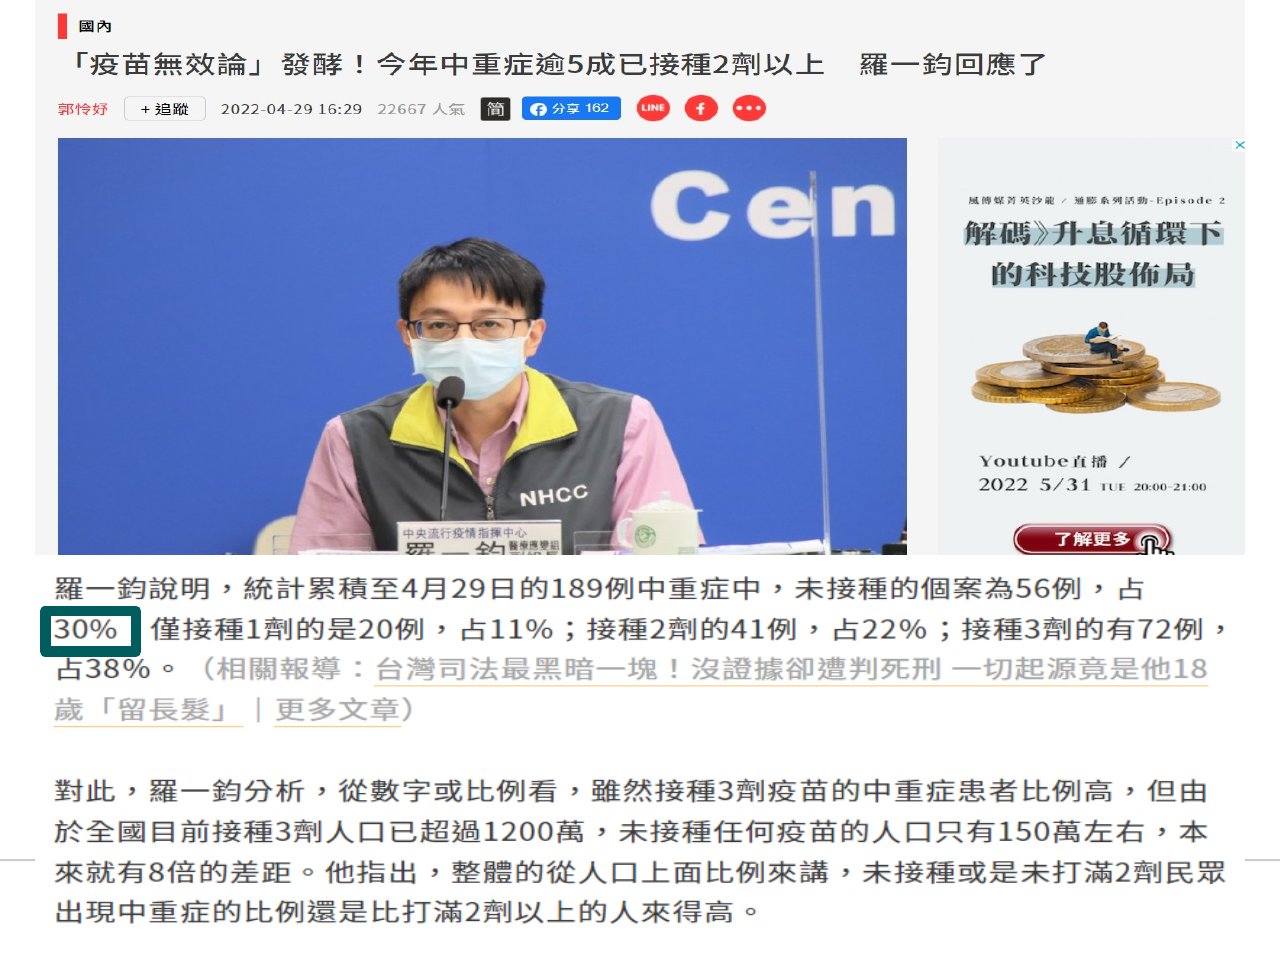 國內
「疫苗無效論」發酵！今年中重症逾5成已接種2劑以上　羅一鈞回應了
郭怜妤 + 追蹤 2022-04-29 16:29 22667 人氣 簡 分享 162 LINE
Cen
NHCC
中央流行疫情指揮中心
羅一鈞 醫療應變組
風傳媒菁英沙龍 / 通膨系列活動-Episode 2
解碼》升息循環下
的科技股佈局
Youtube直播 /
2022 5/31 TUE 20:00-21:00
了解更多
羅一鈞說明，統計累積至4月29日的189例中重症中，未接種的個案為56例，占
30% 僅接種1劑的是20例，占11%；接種2劑的41例，占22%；接種3劑的有72例，
占38%。（相關報導：台灣司法最黑暗一塊！沒證據卻遭判死刑 一切起源竟是他18
歲「留長髮」｜更多文章）
對此，羅一鈞分析，從數字或比例看，雖然接種3劑疫苗的中重症患者比例高，但由
於全國目前接種3劑人口已超過1200萬，未接種任何疫苗的人口只有150萬左右，本
來就有8倍的差距。他指出，整體的從人口上面比例來講，未接種或是未打滿2劑民眾
出現中重症的比例還是比打滿2劑以上的人來得高。